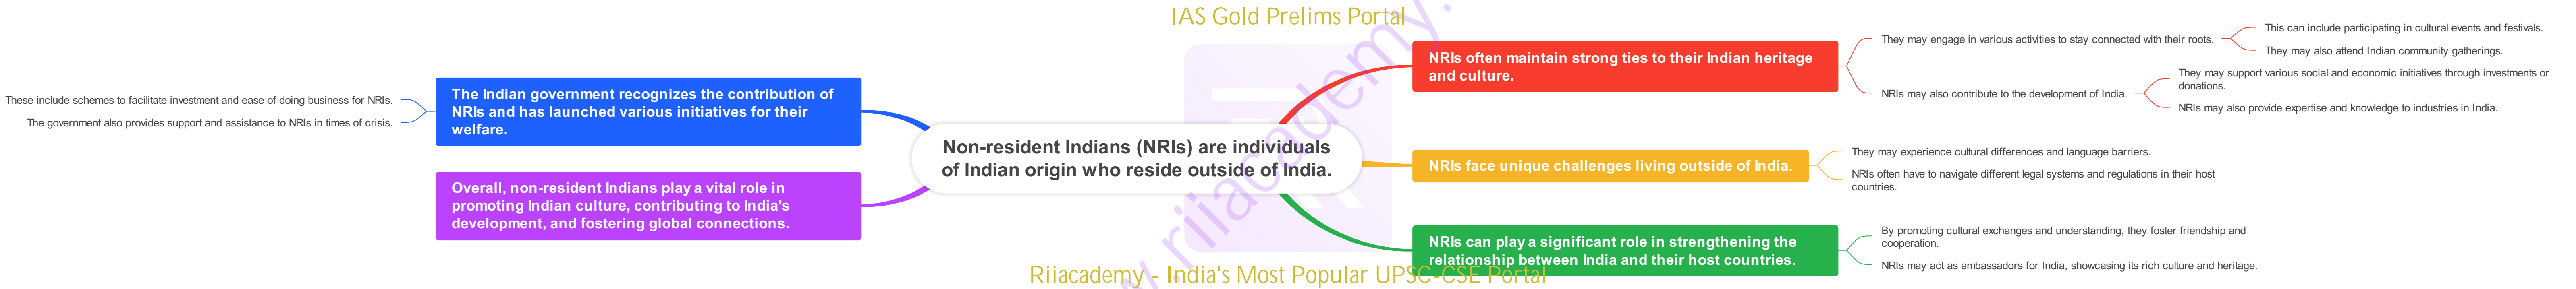 IAS Gold Prelims Portal
Non-resident Indians (NRIs) are individuals
of Indian origin who reside outside of India.
NRIs often maintain strong ties to their Indian heritage
and culture.
They may engage in various activities to stay connected with their roots.
This can include participating in cultural events and festivals.
They may also attend Indian community gatherings.
NRIs may also contribute to the development of India.
They may support various social and economic initiatives through investments or
donations.
NRIs may also provide expertise and knowledge to industries in India.
NRIs face unique challenges living outside of India.
They may experience cultural differences and language barriers.
NRIs often have to navigate different legal systems and regulations in their host
countries.
NRIs can play a significant role in strengthening the
relationship between India and their host countries.
By promoting cultural exchanges and understanding, they foster friendship and
cooperation.
NRIs may act as ambassadors for India, showcasing its rich culture and heritage.
The Indian government recognizes the contribution of
NRIs and has launched various initiatives for their
welfare.
These include schemes to facilitate investment and ease of doing business for NRIs.
The government also provides support and assistance to NRIs in times of crisis.
Overall, non-resident Indians play a vital role in
promoting Indian culture, contributing to India's
development, and fostering global connections.
Riiacademy - India's Most Popular UPSC-CSE Portal
riiacademy.